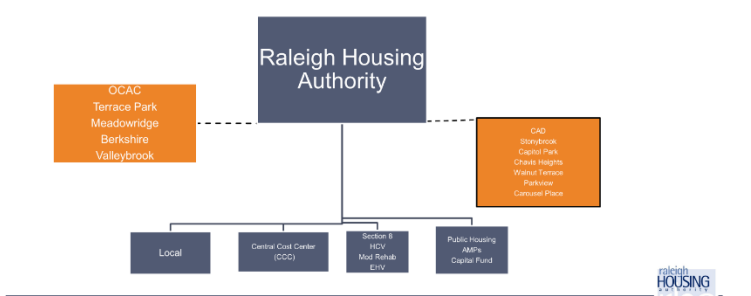 Raleigh Housing
Authority
OCAC
Terrace Park
Meadowridge
Berkshire
Valleybrook
CAD
Stonybrook
Capitol Park
Chavis Heights
Walnut Terrace
Parkview
Carousel Place
Local
Central Cost Center
(CCC)
Section 8
HCV
Mod Rehab
EHV
Public Housing
AMPs
Capital Fund
raleigh
HOUSING
authority